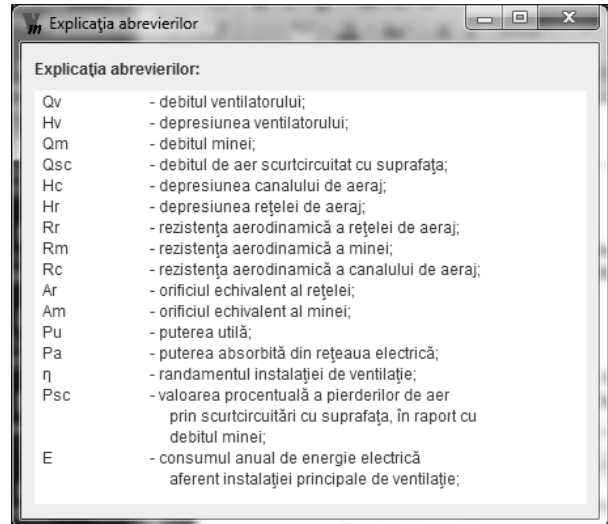 Vm Explicaţia abrevierilor
Explicaţia abrevierilor:
Qv - debitul ventilatorului;
Hv - depresiunea ventilatorului;
Qm - debitul minei;
Qsc - debitul de aer scurtcircuitat cu suprafaţa;
Hc - depresiunea canalului de aeraj;
Hr - depresiunea reţelei de aeraj;
Rr - rezistenţa aerodinamică a reţelei de aeraj;
Rm - rezistenţa aerodinamică a minei;
Rc - rezistenţa aerodinamică a canalului de aeraj;
Ar - orificiul echivalent al reţelei;
Am - orificiul echivalent al minei;
Pu - puterea utilă;
Pa - puterea absorbită din reţeaua electrică;
η - randamentul instalaţiei de ventilaţie;
Psc - valoarea procentuală a pierderilor de aer
prin scurtcircuitări cu suprafaţa, în raport cu
debitul minei;
E - consumul anual de energie electrică
aferent instalaţiei principale de ventilaţie;